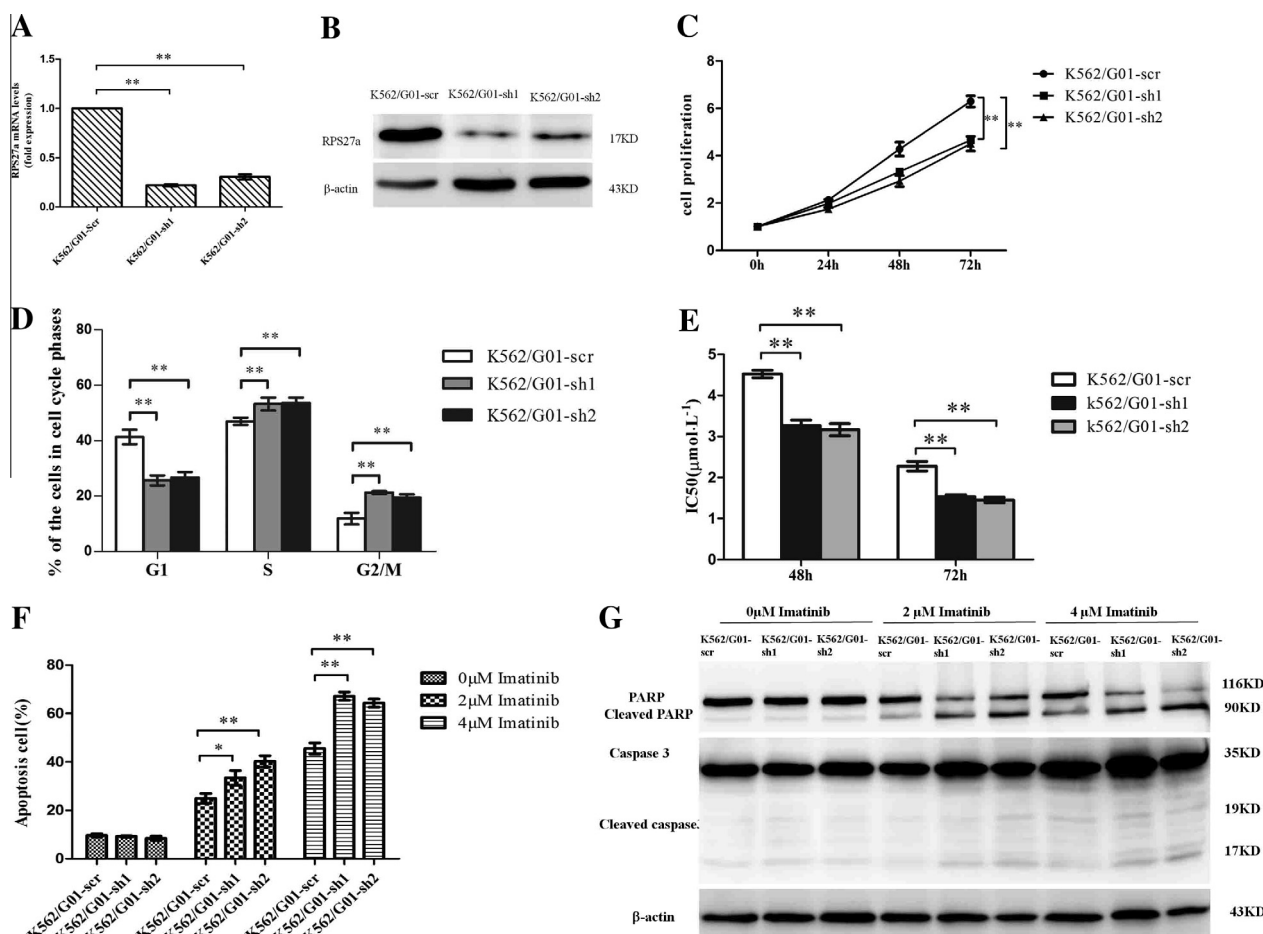 A
RPS27a mRNA levels
(fold expression)
1.5
1.0
0.5
0.0
**
**
K562/G01-Scr
K562/G01-sh1
K562/G01-sh2
B
K562/G01-scr K562/G01-sh1 K562/G01-sh2
RPS27a 17KD
β-actin 43KD
C
cell proliferation
8
6
4
2
0
0h 24h 48h 72h
** **
K562/G01-scr
K562/G01-sh1
K562/G01-sh2
D
% of the cells in cell cycle phases
80
60
40
20
0
**
**
**
**
**
**
G1 S G2/M
K562/G01-scr
K562/G01-sh1
K562/G01-sh2
E
IC50(μmol·L⁻¹)
5
4
3
2
1
0
**
**
**
**
48h 72h
K562/G01-scr
k562/G01-sh1
k562/G01-sh2
F
Apoptosis cell(%)
80
60
40
20
0
**
*
**
**
0μM Imatinib
2μM Imatinib
4μM Imatinib
K562/G01-scr
K562/G01-sh1
K562/G01-sh2
K562/G01-scr
K562/G01-sh1
K562/G01-sh2
K562/G01-scr
K562/G01-sh1
K562/G01-sh2
G
0μM Imatinib 2 μM Imatinib 4 μM Imatinib
K562/G01-scr K562/G01-sh1 K562/G01-sh2 K562/G01-scr K562/G01-sh1 K562/G01-sh2 K562/G01-scr K562/G01-sh1 K562/G01-sh2
PARP 116KD
Cleaved PARP 90KD
Caspase 3 35KD
19KD
Cleaved caspase3
17KD
β-actin 43KD